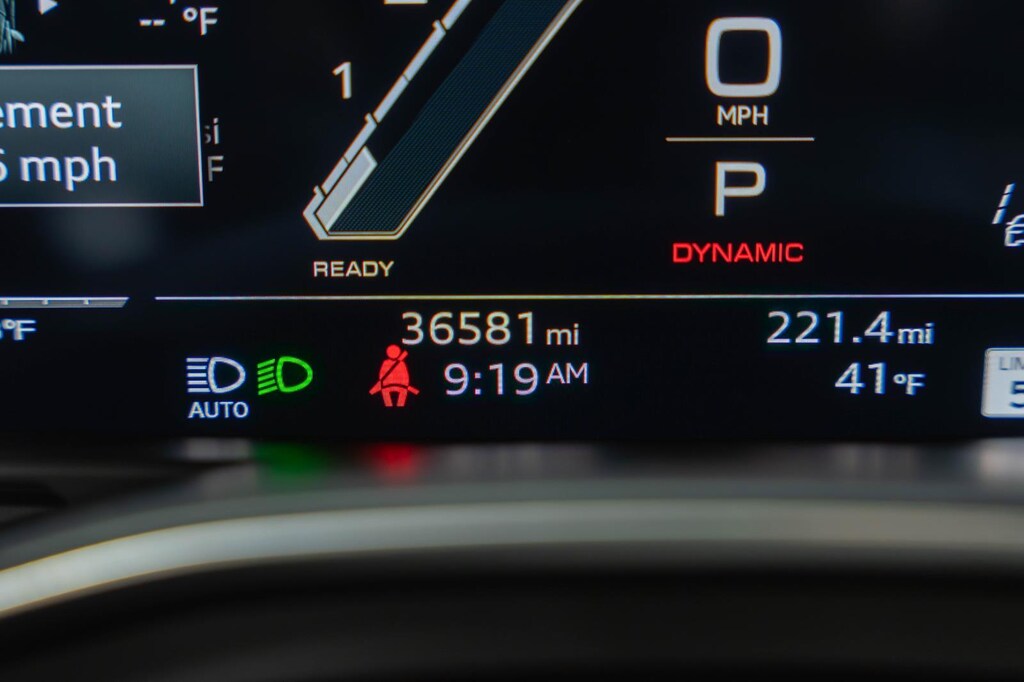 -- °F
1
ement
mph
0
MPH
P
DYNAMIC
READY
°F
36581 mi
221.4 mi
AUTO
9:19 AM
41°F